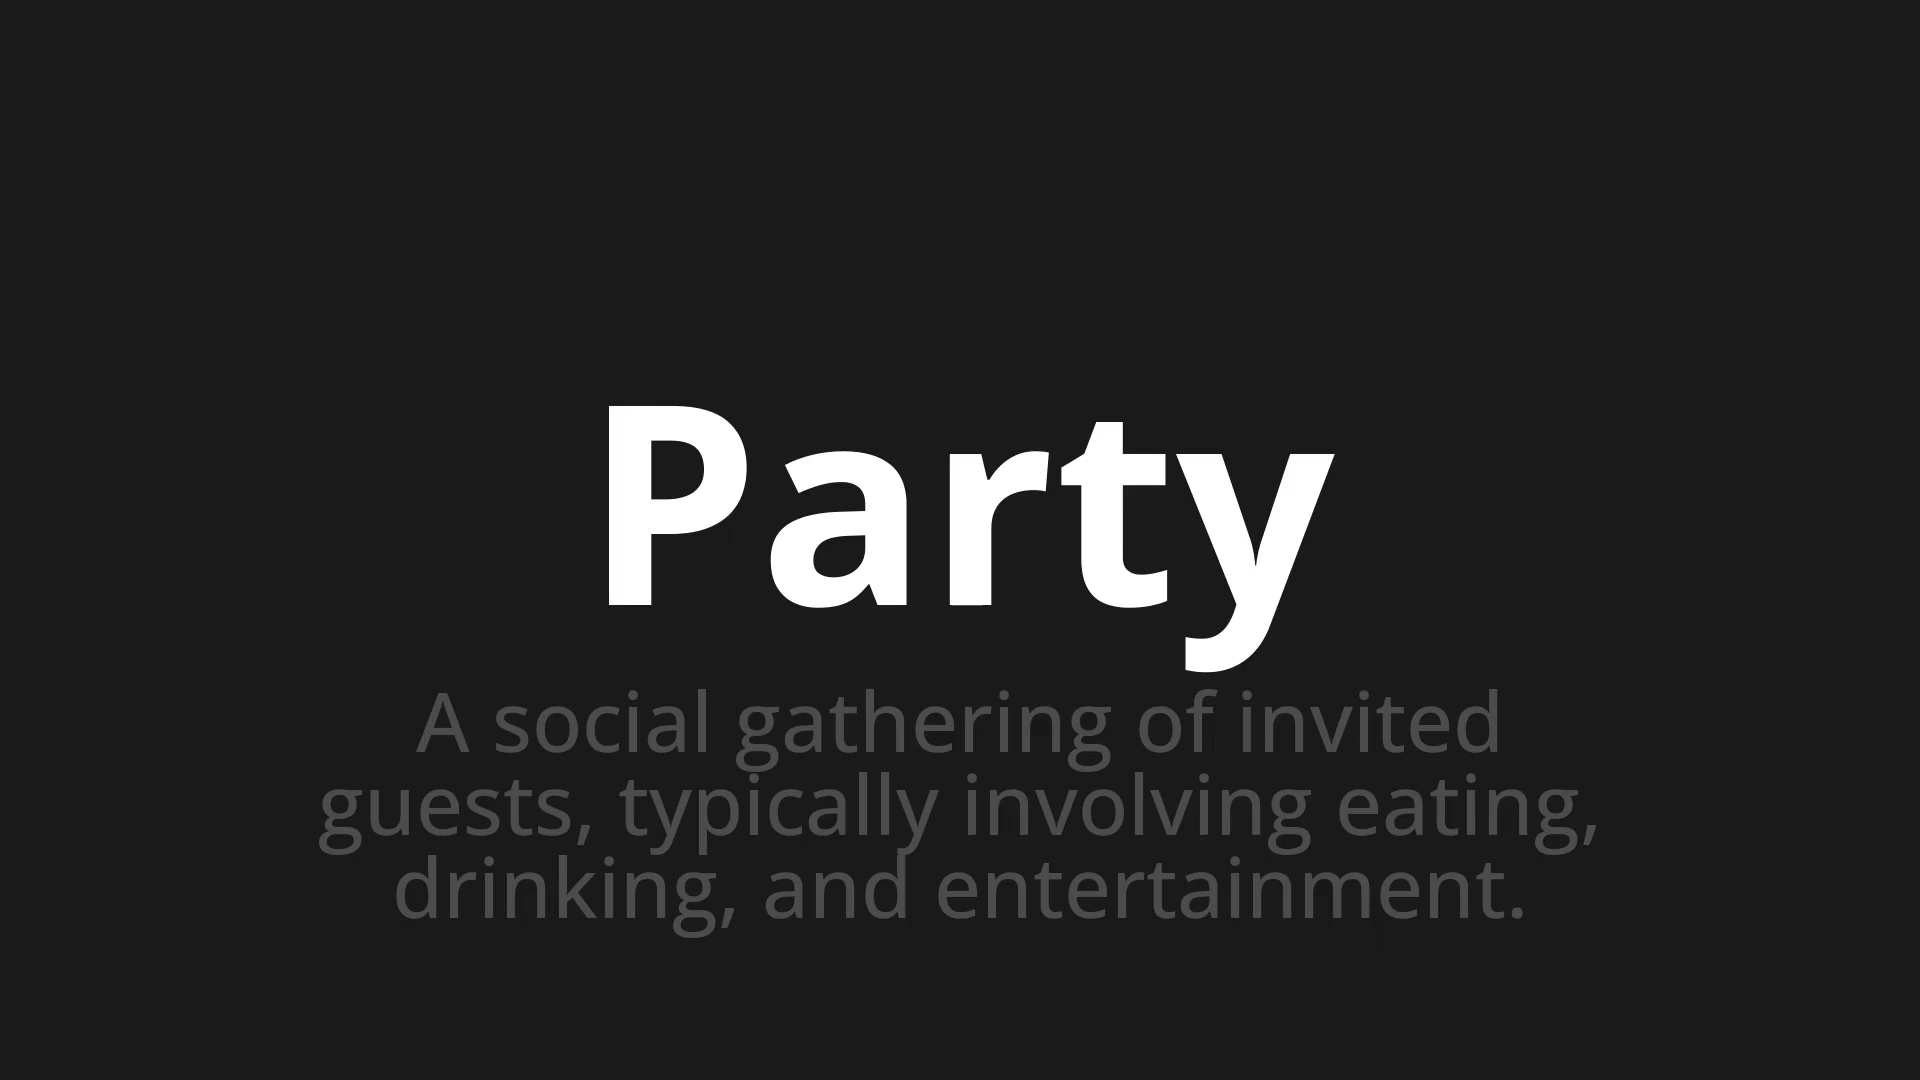 Party
A social gathering of invited
guests, typically involving eating,
drinking, and entertainment.